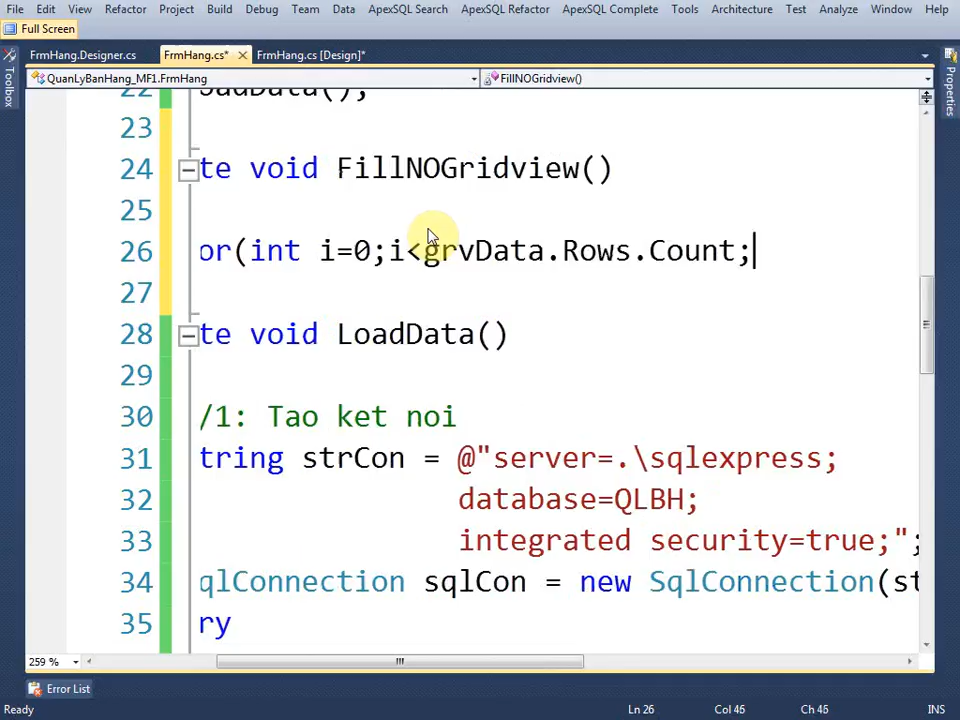 File Edit View Refactor Project Build Debug Team Data ApexSQL Search ApexSQL Refactor ApexSQL Complete Tools Architecture Test Analyze Window Help
Full Screen
FrmHang.Designer.cs FrmHang.cs* FrmHang.cs [Design]*
Toolbox
Properties
QuanLyBanHang_MF1.FrmHang FillNOGridview()
22 oadData();
23
24 te void FillNOGridview()
25
26 or(int i=0;i<grvData.Rows.Count;
27
28 te void LoadData()
29
30 /1: Tao ket noi
31 tring strCon = @"server=.\sqlexpress;
32 database=QLBH;
33 integrated security=true;";
34 qlConnection sqlCon = new SqlConnection(st
35 ry
259 %
Error List
Ready Ln 26 Col 45 Ch 45 INS